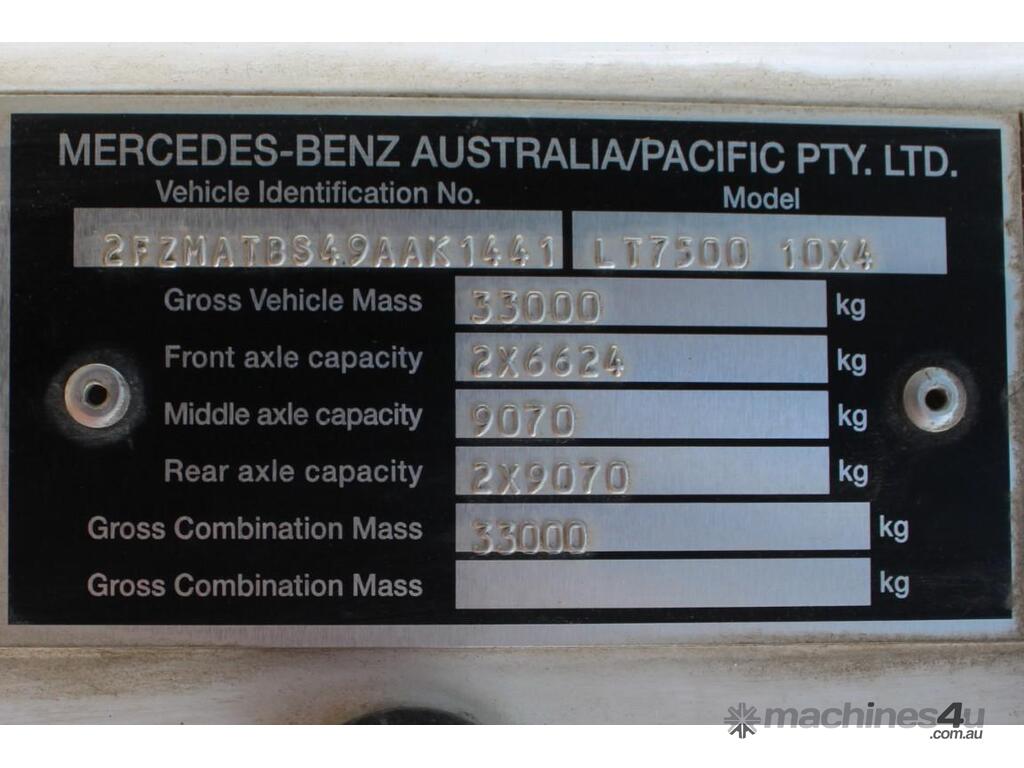 MERCEDES-BENZ AUSTRALIA/PACIFIC PTY. LTD.
Vehicle Identification No. Model
2FZMATBS49AAK1441 LT7500 10X4
Gross Vehicle Mass 33000 kg
Front axle capacity 2X6624 kg
Middle axle capacity 9070 kg
Rear axle capacity 2X9070 kg
Gross Combination Mass 33000 kg
Gross Combination Mass kg
machines4u
.com.au